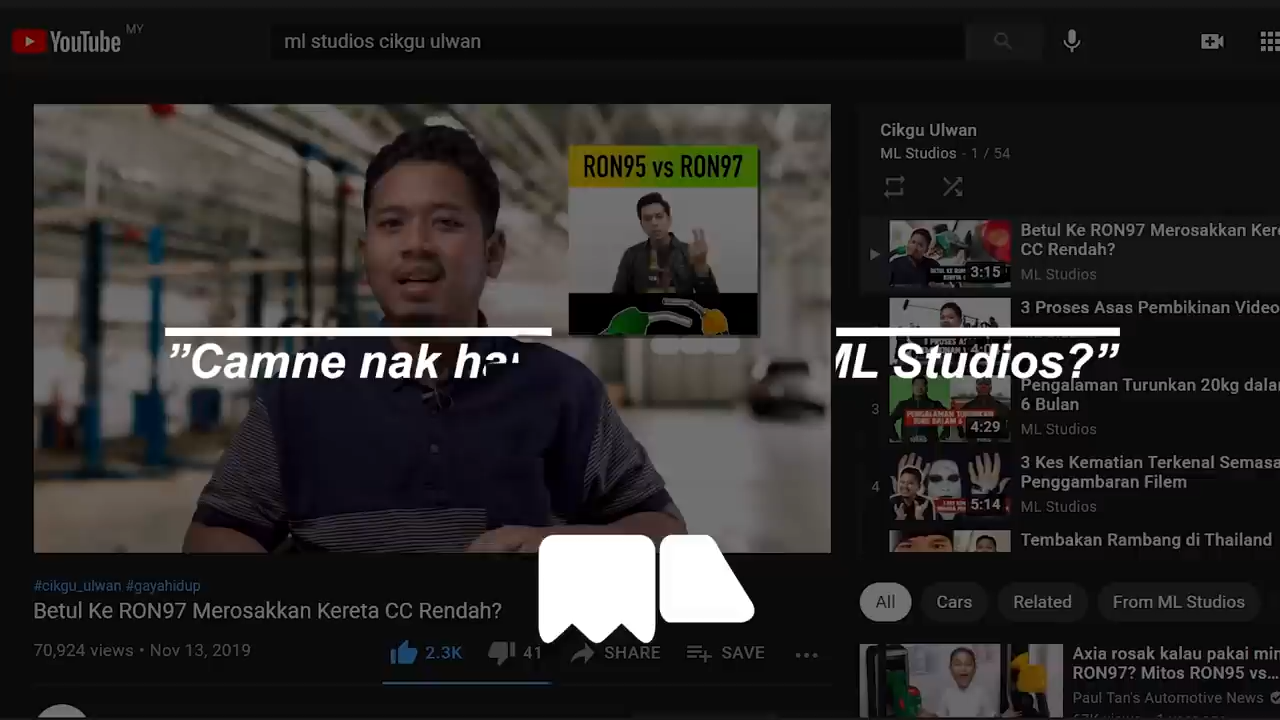 YouTube MY
ml studios cikgu ulwan
RON95 vs RON97
"Camne nak
ML Studios?”
#cikgu_ulwan #gayahidup
Betul Ke RON97 Merosakkan Kereta CC Rendah?
70,924 views • Nov 13, 2019
2.3K
41
SHARE
SAVE
Cikgu Ulwan
ML Studios - 1 / 54
Betul Ke RON97 Merosakkan
CC Rendah?
ML Studios
3:15
3 Proses Asas Pembikinan Video
3
Pengalaman Turunkan 20kg
6 Bulan
ML Studios
4:29
4
3 Kes Kematian Terkenal Semasa
Penggambaran Filem
ML Studios
5:14
Tembakan Rambang di Thailand
All
Cars
Related
From ML Studios
Axia rosak kalau pakai
RON97? Mitos RON95 vs...
Paul Tan's Automotive News